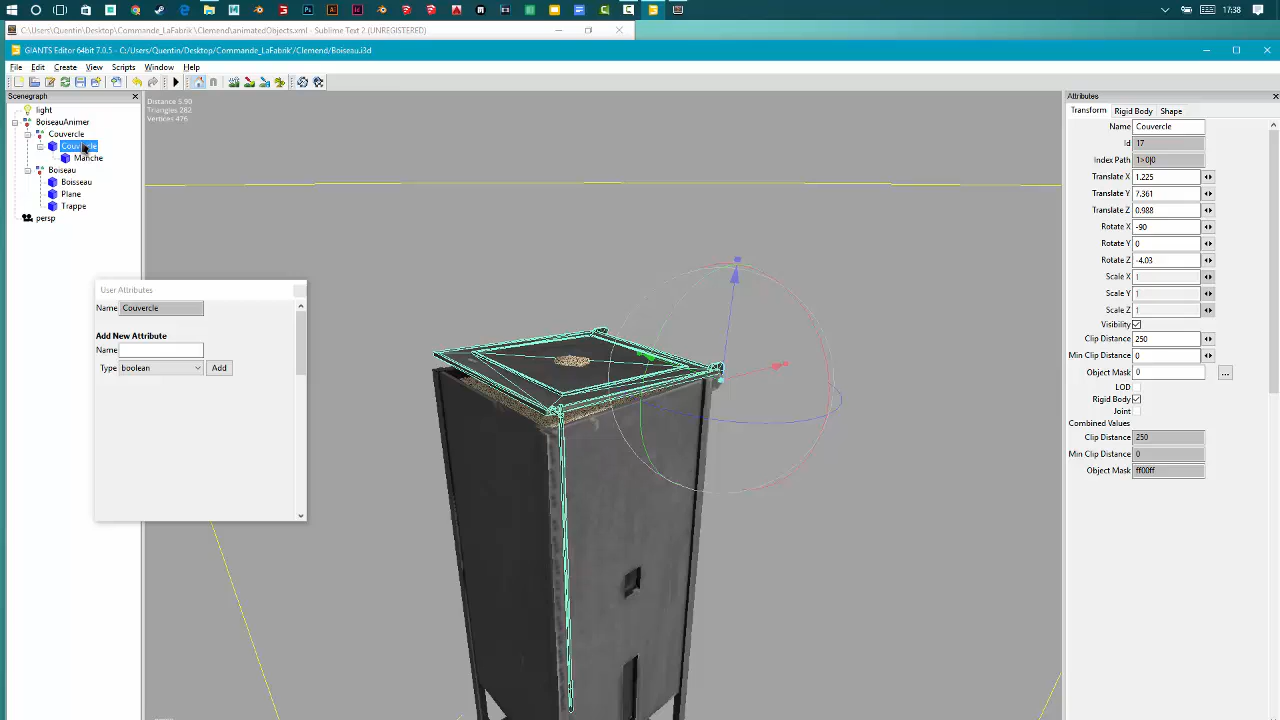 17:38
C:\Users\Quentin\Desktop\Commande_LaFabrik\Clemend\animatedObjects.xml - Sublime Text 2 (UNREGISTERED)
GIANTS Editor 64bit 7.0.5 - C:/Users/Quentin/Desktop/Commande_LaFabrik'/Clemend/Boiseau.i3d
File Edit Create View Scripts Window Help
Scenegraph
light
BoiseauAnimer
Couvercle
Couvercle
Manche
Boiseau
Boisseau
Plane
Trappe
persp
Distance 5.90
Triangles 282
Vertices 476
User Attributes
Name Couvercle
Add New Attribute
Name
Type boolean Add
Attributes
Transform Rigid Body Shape
Name Couvercle
Id 17
Index Path 1>0|0
Translate X 1.225
Translate Y 7.361
Translate Z 0.988
Rotate X -90
Rotate Y 0
Rotate Z -4.03
Scale X 1
Scale Y 1
Scale Z 1
Visibility
Clip Distance 250
Min Clip Distance 0
Object Mask 0 ...
LOD
Rigid Body
Joint
Combined Values
Clip Distance 250
Min Clip Distance 0
Object Mask ff00ff